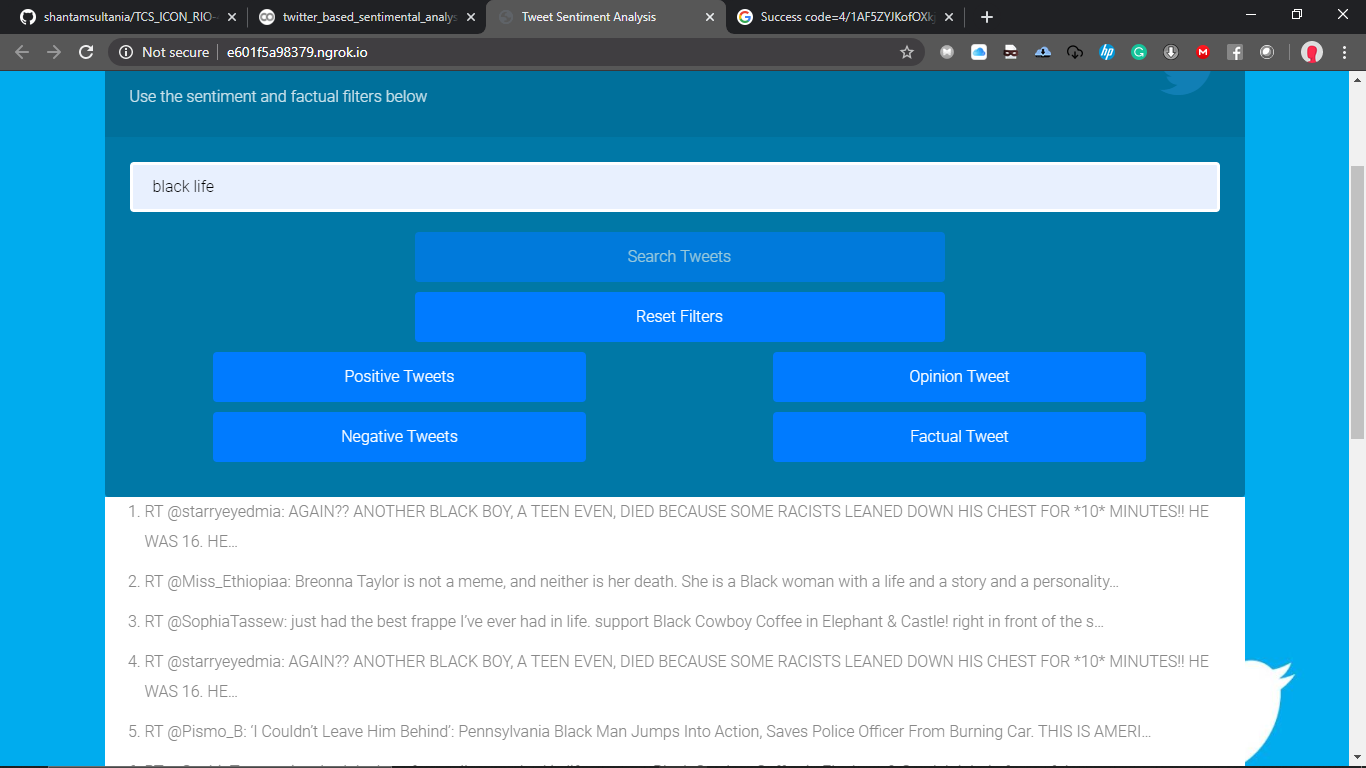 shantamsultania/TCS_ICON_RIO-
twitter_based_sentimental_analys
Tweet Sentiment Analysis
Success code=4/1AF5ZYJKofOXk
Not secure
e601f5a98379.ngrok.io
Use the sentiment and factual filters below
black life
Search Tweets
Reset Filters
Positive Tweets
Opinion Tweet
Negative Tweets
Factual Tweet
1. RT @starryeyedmia: AGAIN?? ANOTHER BLACK BOY, A TEEN EVEN, DIED BECAUSE SOME RACISTS LEANED DOWN HIS CHEST FOR *10* MINUTES!! HE
WAS 16. HE…
2. RT @Miss_Ethiopiaa: Breonna Taylor is not a meme, and neither is her death. She is a Black woman with a life and a story and a personality…
3. RT @SophiaTassew: just had the best frappe I’ve ever had in life. support Black Cowboy Coffee in Elephant & Castle! right in front of the s…
4. RT @starryeyedmia: AGAIN?? ANOTHER BLACK BOY, A TEEN EVEN, DIED BECAUSE SOME RACISTS LEANED DOWN HIS CHEST FOR *10* MINUTES!! HE
WAS 16. HE…
5. RT @Pismo_B: ‘I Couldn’t Leave Him Behind’: Pennsylvania Black Man Jumps Into Action, Saves Police Officer From Burning Car. THIS IS AMERI…